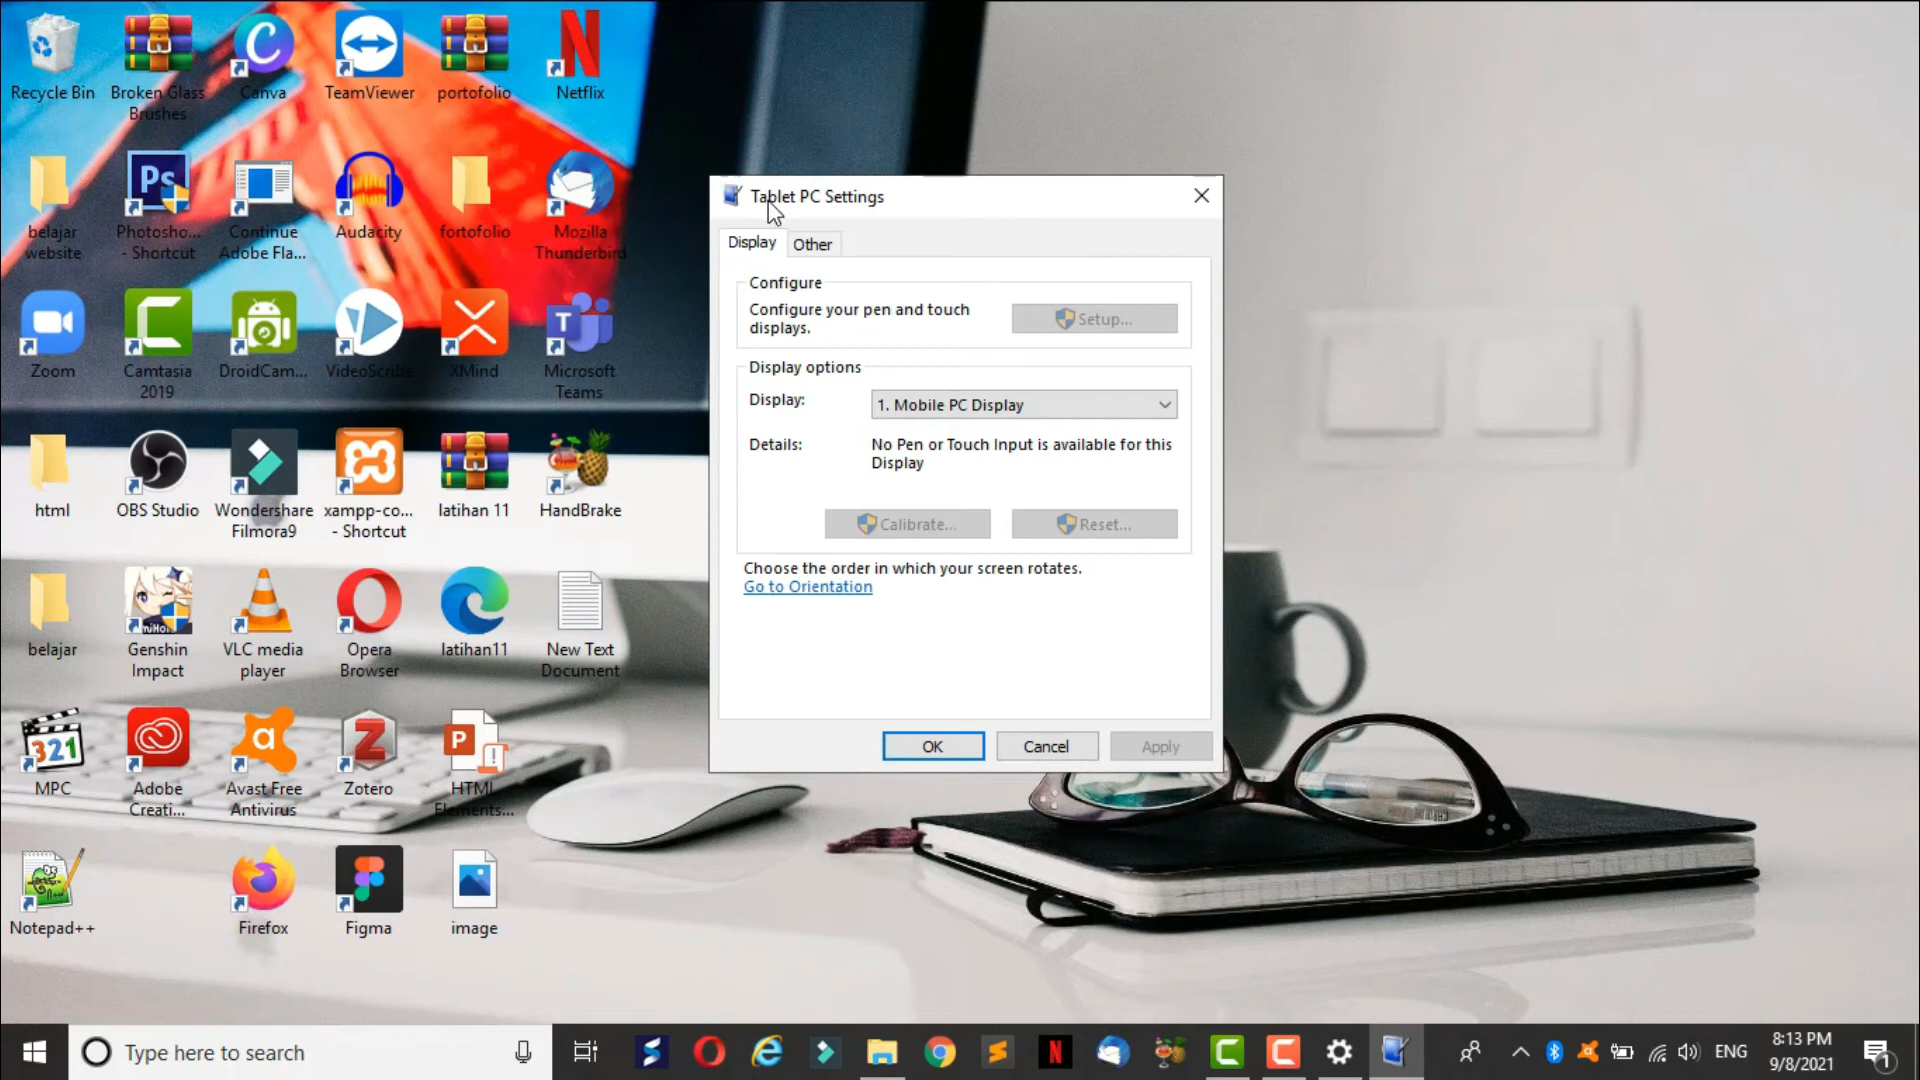 Recycle Bin
Broken Glass
Brushes
Canva
TeamViewer
portofolio
Netflix
belajar
website
Photosho...
- Shortcut
Continue
Adobe Fla...
Audacity
fortofolio
Mozilla
Thunderbird
Zoom
Camtasia
2019
DroidCam...
VideoScribe
XMind
Microsoft
Teams
html
OBS Studio
Wondershare
Filmora9
xampp-co...
- Shortcut
latihan 11
HandBrake
belajar
Genshin
Impact
VLC media
player
Opera
Browser
latihan11
New Text
Document
MPC
Adobe
Creati...
Avast Free
Antivirus
Zotero
HTML
Elements...
Notepad++
Firefox
Figma
image
Tablet PC Settings
Display
Other
Configure
Configure your pen and touch
displays.
Setup...
Display options
Display:
1. Mobile PC Display
Details:
No Pen or Touch Input is available for this
Display
Calibrate...
Reset...
Choose the order in which your screen rotates.
Go to Orientation
OK
Cancel
Apply
Type here to search
ENG
8:13 PM
9/8/2021
1